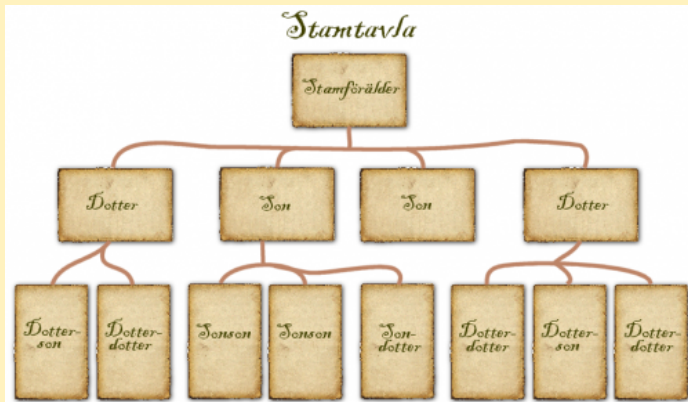 Stamtavla
Stamförälder
Dotter
Son
Son
Dotter
Dotter-
son
Dotter-
dotter
Sonson
Sonson
Son-
dotter
Dotter-
dotter
Dotter-
son
Dotter-
dotter